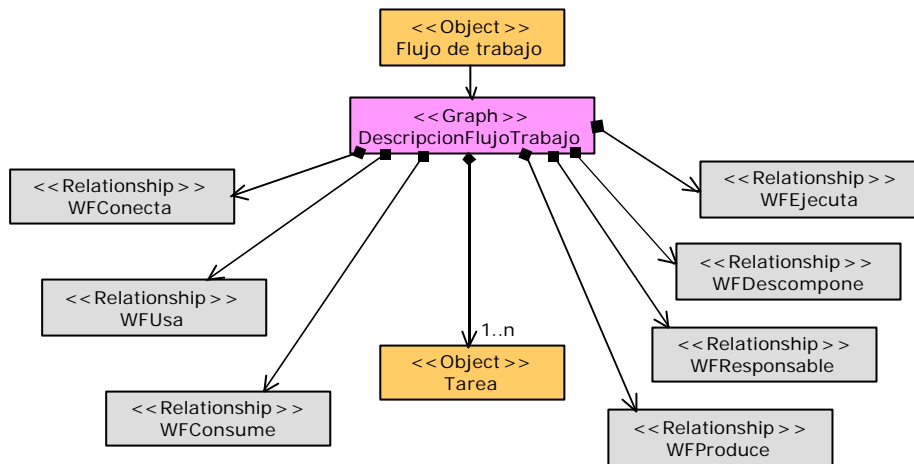 <<Object>>
Flujo de trabajo
<<Graph>>
DescripcionFlujoTrabajo
<<Relationship>>
WFConecta
<<Relationship>>
WFEjecuta
<<Relationship>>
WFUsa
<<Relationship>>
WFDescompone
1..n
<<Object>>
Tarea
<<Relationship>>
WFResponsable
<<Relationship>>
WFConsume
<<Relationship>>
WFProduce